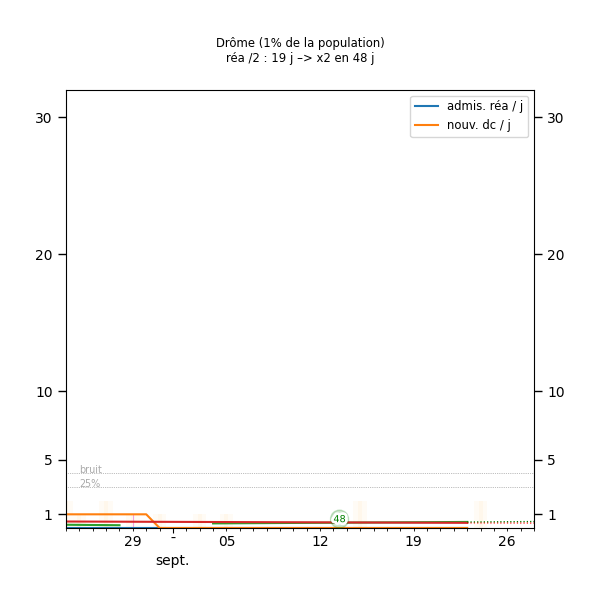 Drôme (1% de la population)
réa /2 : 19 j –> x2 en 48 j
admis. réa / j
nouv. dc / j
30 30
20 20
10 10
5 5
bruit
25%
48
1 1
29 - 05 12 19 26
sept.